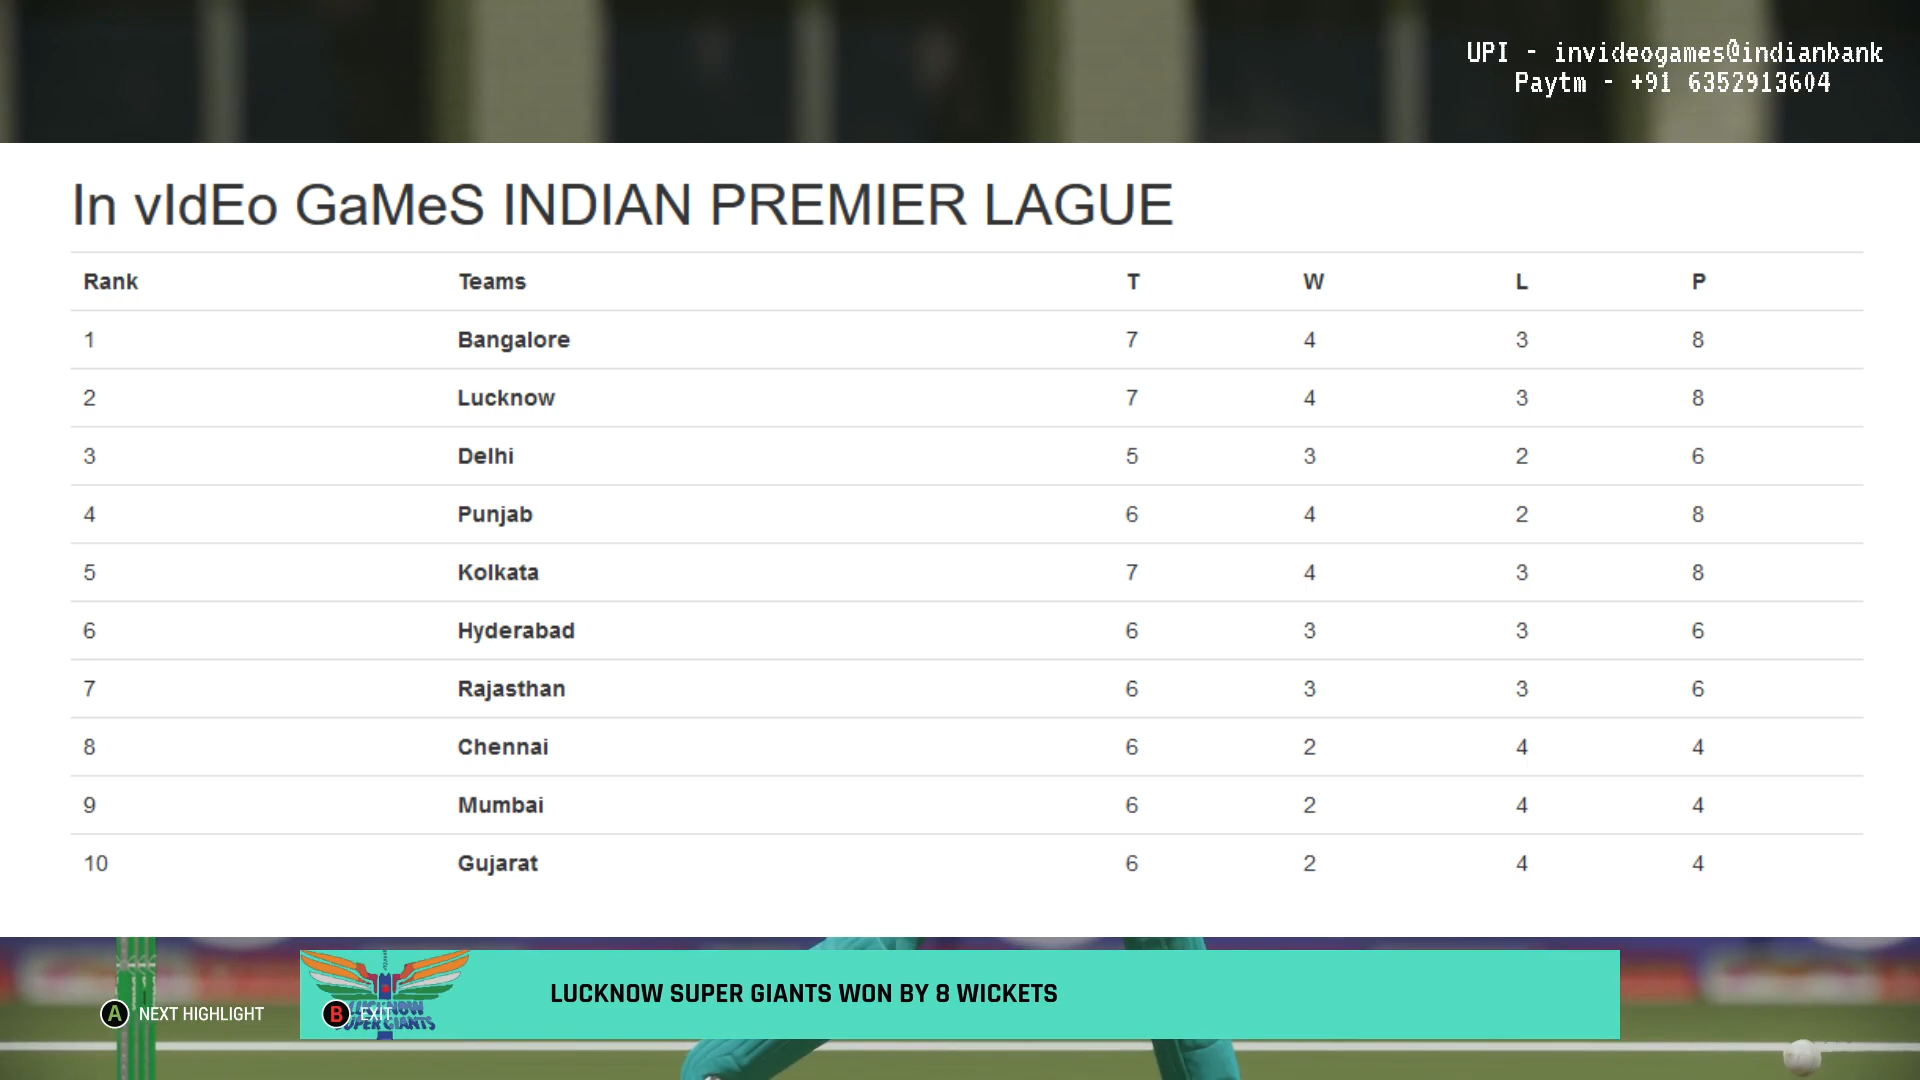 UPI - invideogames@indianbank
Paytm - +91 6352913604
In vIdEo GaMeS INDIAN PREMIER LAGUE
Rank Teams T W L P
1 Bangalore 7 4 3 8
2 Lucknow 7 4 3 8
3 Delhi 5 3 2 6
4 Punjab 6 4 2 8
5 Kolkata 7 4 3 8
6 Hyderabad 6 3 3 6
7 Rajasthan 6 3 3 6
8 Chennai 6 2 4 4
9 Mumbai 6 2 4 4
10 Gujarat 6 2 4 4
LUCKNOW SUPER GIANTS WON BY 8 WICKETS
A NEXT HIGHLIGHT
B EXIT
LUCKNOW
SUPER GIANTS